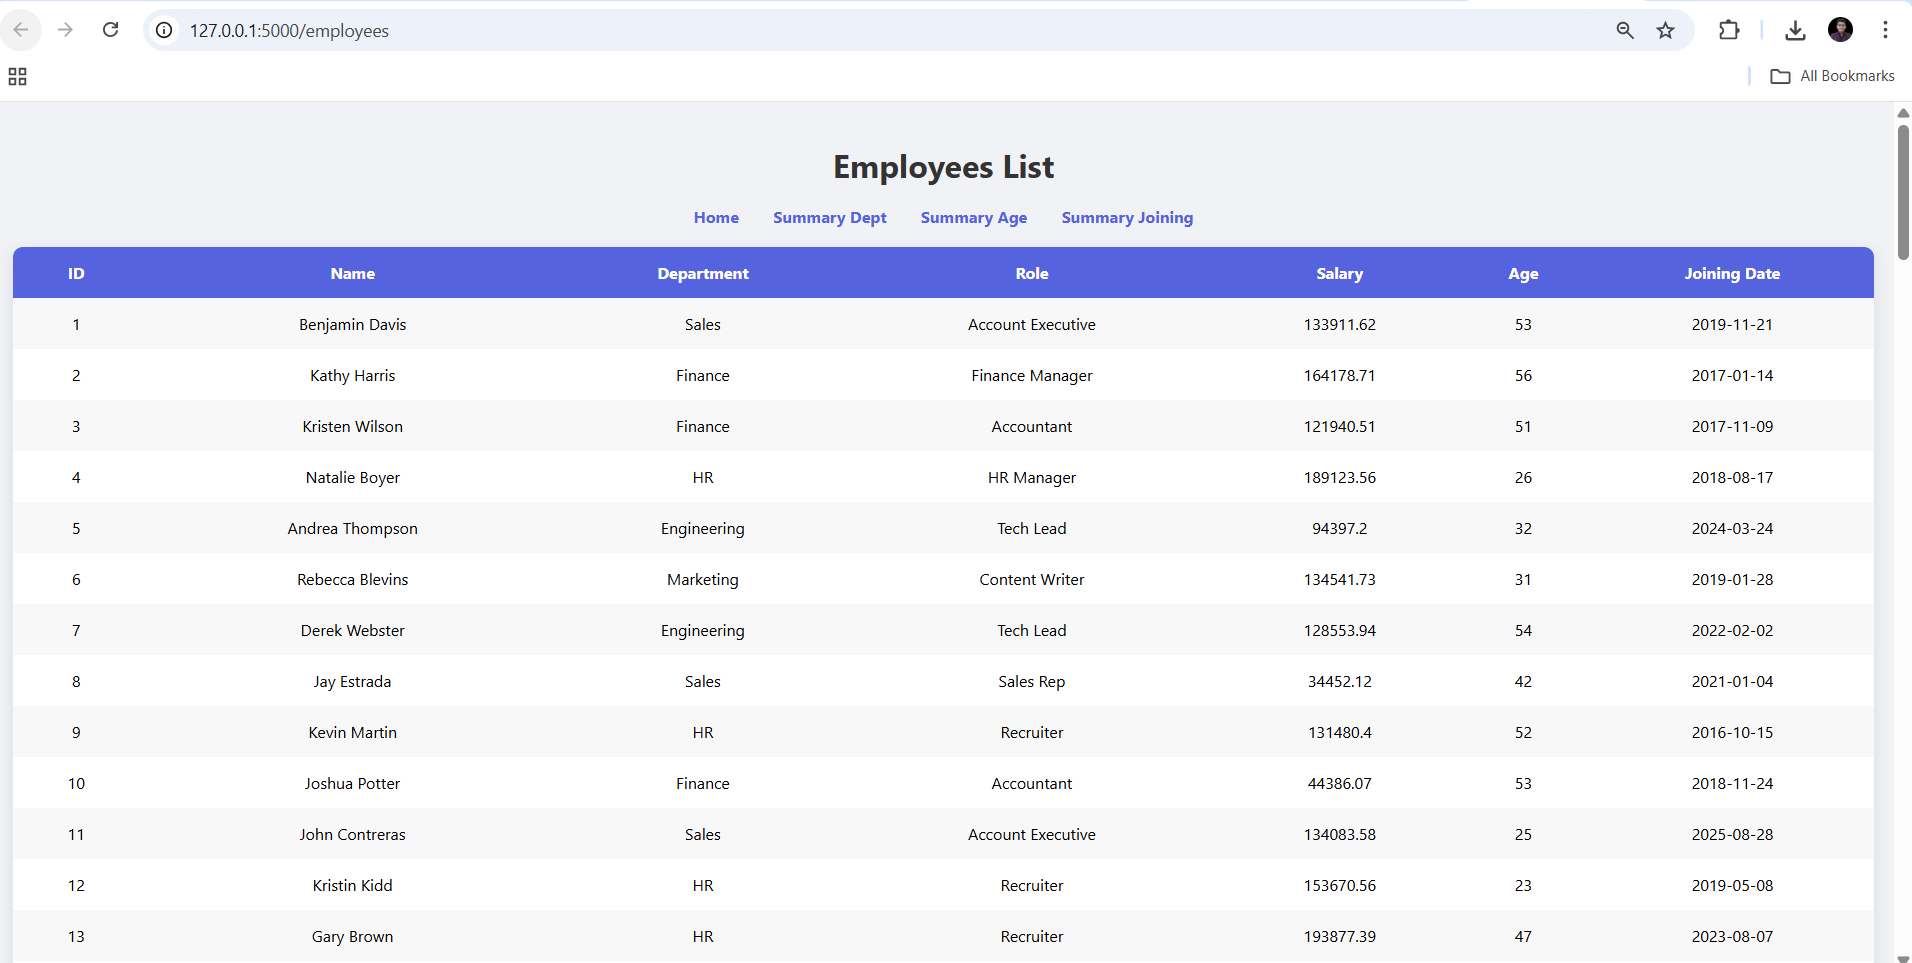 127.0.0.1:5000/employees
All Bookmarks
Employees List
Home Summary Dept Summary Age Summary Joining
ID Name Department Role Salary Age Joining Date
1 Benjamin Davis Sales Account Executive 133911.62 53 2019-11-21
2 Kathy Harris Finance Finance Manager 164178.71 56 2017-01-14
3 Kristen Wilson Finance Accountant 121940.51 51 2017-11-09
4 Natalie Boyer HR HR Manager 189123.56 26 2018-08-17
5 Andrea Thompson Engineering Tech Lead 94397.2 32 2024-03-24
6 Rebecca Blevins Marketing Content Writer 134541.73 31 2019-01-28
7 Derek Webster Engineering Tech Lead 128553.94 54 2022-02-02
8 Jay Estrada Sales Sales Rep 34452.12 42 2021-01-04
9 Kevin Martin HR Recruiter 131480.4 52 2016-10-15
10 Joshua Potter Finance Accountant 44386.07 53 2018-11-24
11 John Contreras Sales Account Executive 134083.58 25 2025-08-28
12 Kristin Kidd HR Recruiter 153670.56 23 2019-05-08
13 Gary Brown HR Recruiter 193877.39 47 2023-08-07